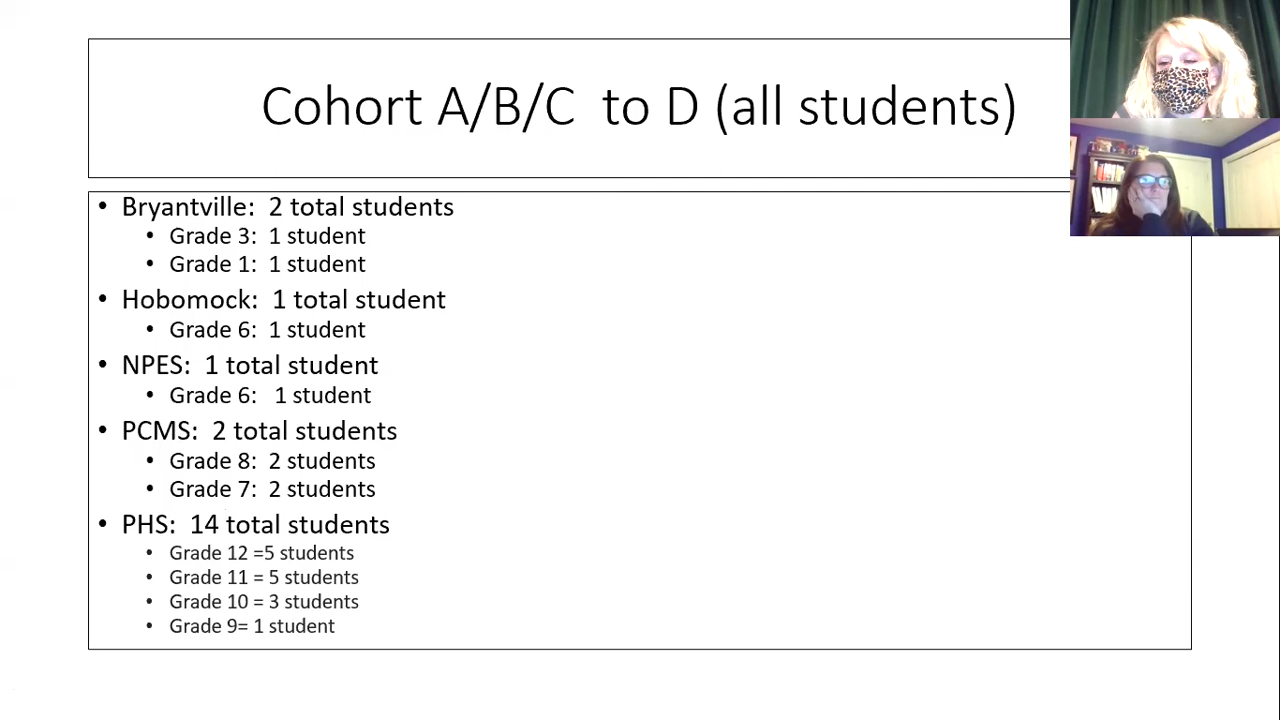 Cohort A/B/C to D (all students)
• Bryantville: 2 total students
• Grade 3: 1 student
• Grade 1: 1 student
• Hobomock: 1 total student
• Grade 6: 1 student
• NPES: 1 total student
• Grade 6: 1 student
• PCMS: 2 total students
• Grade 8: 2 students
• Grade 7: 2 students
• PHS: 14 total students
• Grade 12 =5 students
• Grade 11 = 5 students
• Grade 10 = 3 students
• Grade 9= 1 student